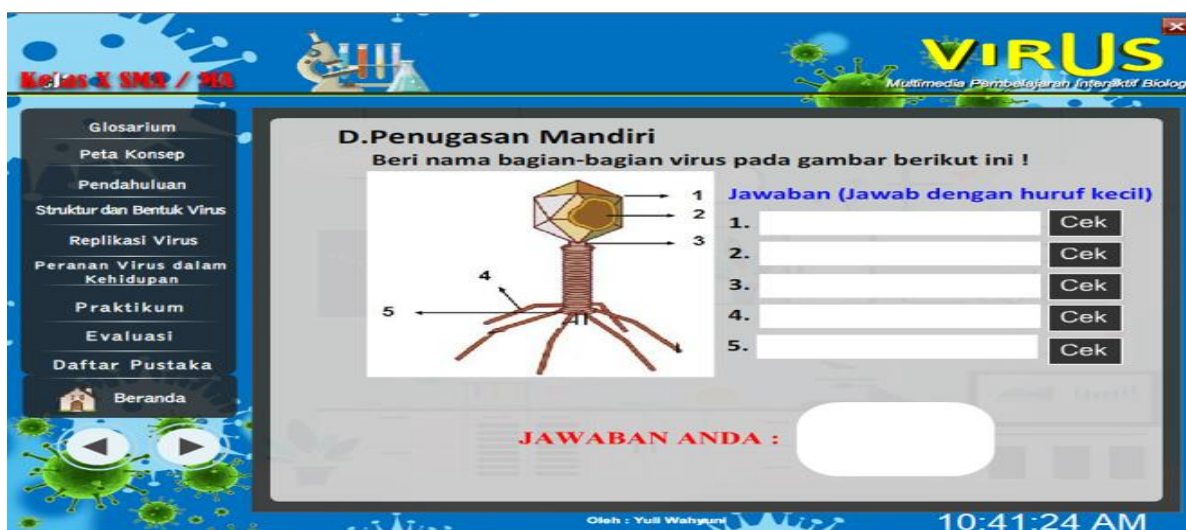 Kelas X SMA / MA
VIRUS
Multimedia Pembelajaran Interaktif Biolog
Glosarium
Peta Konsep
Pendahuluan
Struktur dan Bentuk Virus
Replikasi Virus
Peranan Virus dalam
Kehidupan
Praktikum
Evaluasi
Daftar Pustaka
Beranda
D.Penugasan Mandiri
Beri nama bagian-bagian virus pada gambar berikut ini !
1
2
3
4
5
Jawaban (Jawab dengan huruf kecil)
1. Cek
2. Cek
3. Cek
4. Cek
5. Cek
JAWABAN ANDA :
Oleh : Yuli Wahyuni
10:41:24 AM